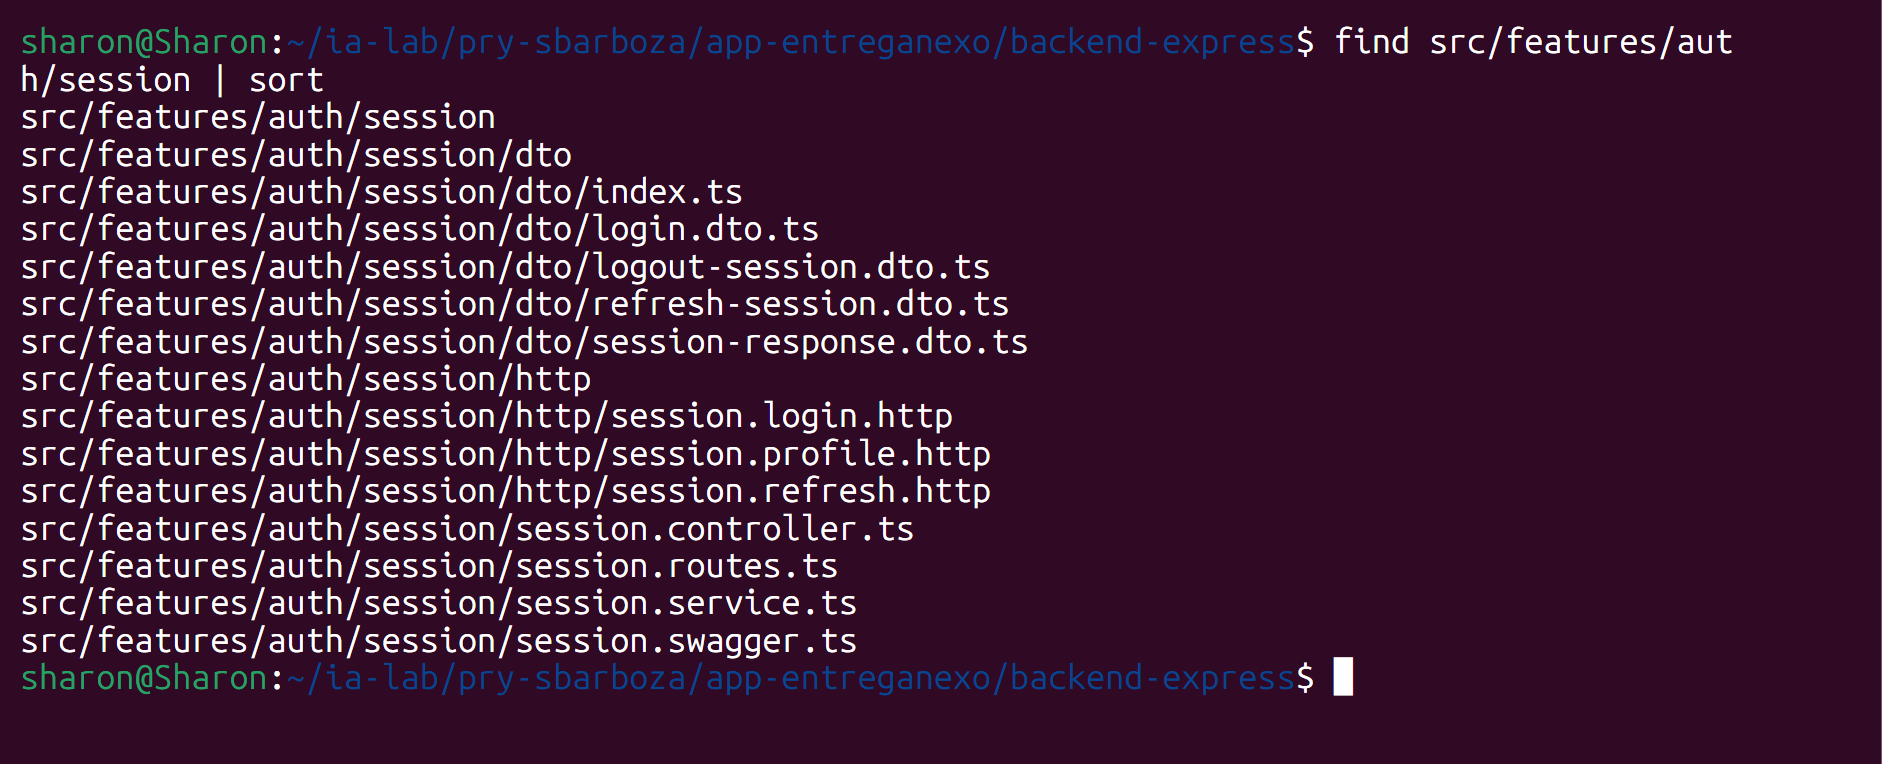 sharon@Sharon:~/ia-lab/pry-sbarboza/app-entreganexo/backend-express$ find src/features/aut
h/session | sort
src/features/auth/session
src/features/auth/session/dto
src/features/auth/session/dto/index.ts
src/features/auth/session/dto/login.dto.ts
src/features/auth/session/dto/logout-session.dto.ts
src/features/auth/session/dto/refresh-session.dto.ts
src/features/auth/session/dto/session-response.dto.ts
src/features/auth/session/http
src/features/auth/session/http/session.login.http
src/features/auth/session/http/session.profile.http
src/features/auth/session/http/session.refresh.http
src/features/auth/session/session.controller.ts
src/features/auth/session/session.routes.ts
src/features/auth/session/session.service.ts
src/features/auth/session/session.swagger.ts
sharon@Sharon:~/ia-lab/pry-sbarboza/app-entreganexo/backend-express$